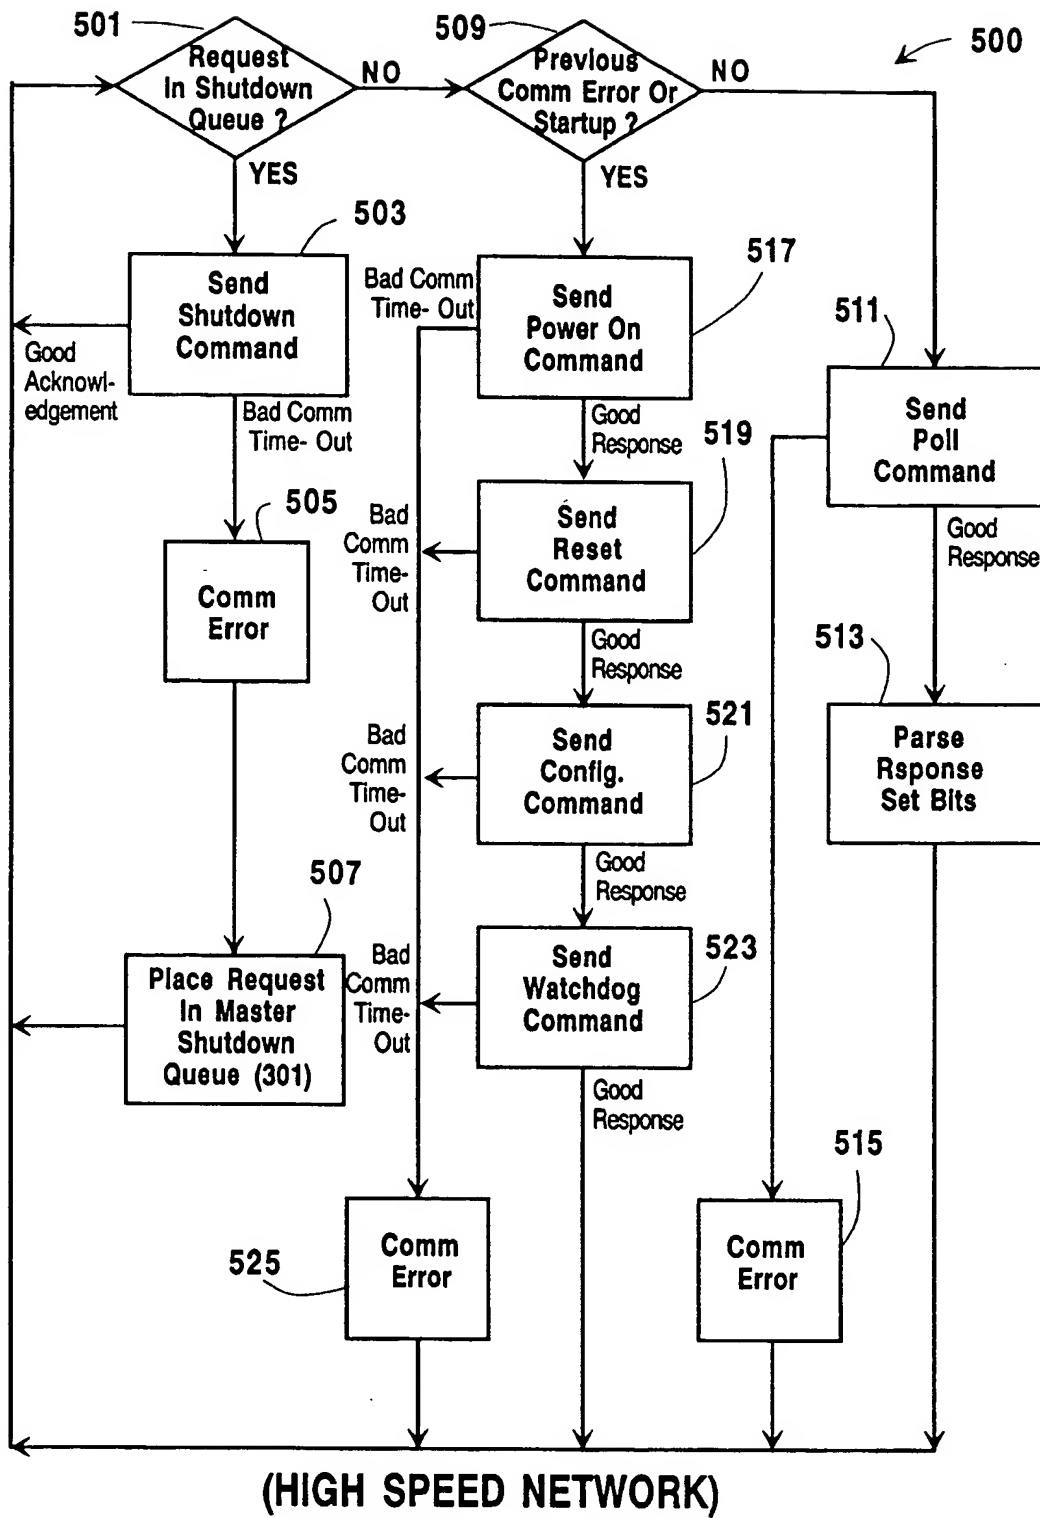 501
Request
In Shutdown
Queue ?
NO
YES
509
Previous
Comm Error Or
Startup ?
NO
YES
500
503
Send
Shutdown
Command
Good
Acknowl-
edgement
Bad Comm
Time- Out
505
Comm
Error
507
Place Request
In Master
Shutdown
Queue (301)
Bad Comm
Time- Out
517
Send
Power On
Command
Good
Response
519
Send
Reset
Command
Bad
Comm
Time-
Out
Good
Response
521
Send
Config.
Command
Bad
Comm
Time-
Out
Good
Response
523
Send
Watchdog
Command
Bad
Comm
Time-
Out
Good
Response
525
Comm
Error
511
Send
Poll
Command
Good
Response
513
Parse
Rsponse
Set Bits
515
Comm
Error
(HIGH SPEED NETWORK)